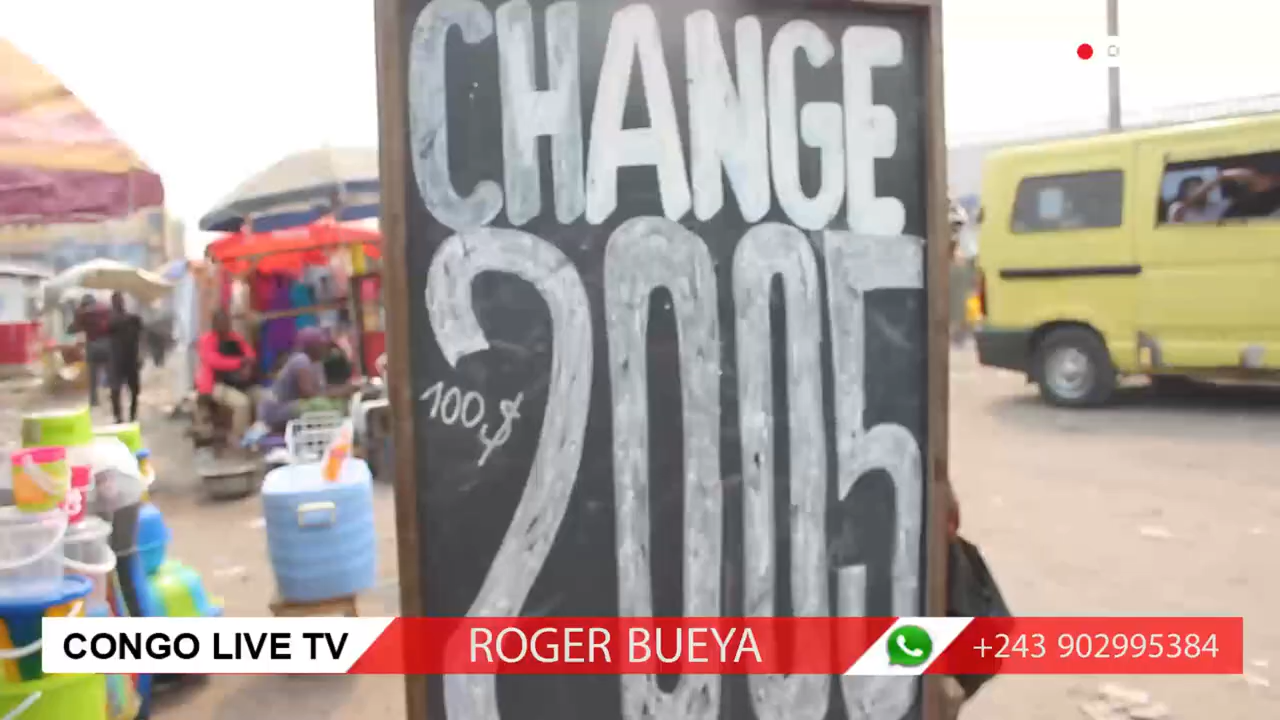 CHANGE
2005
100$
CONGO LIVE TV
ROGER BUEYA
+243 902995384